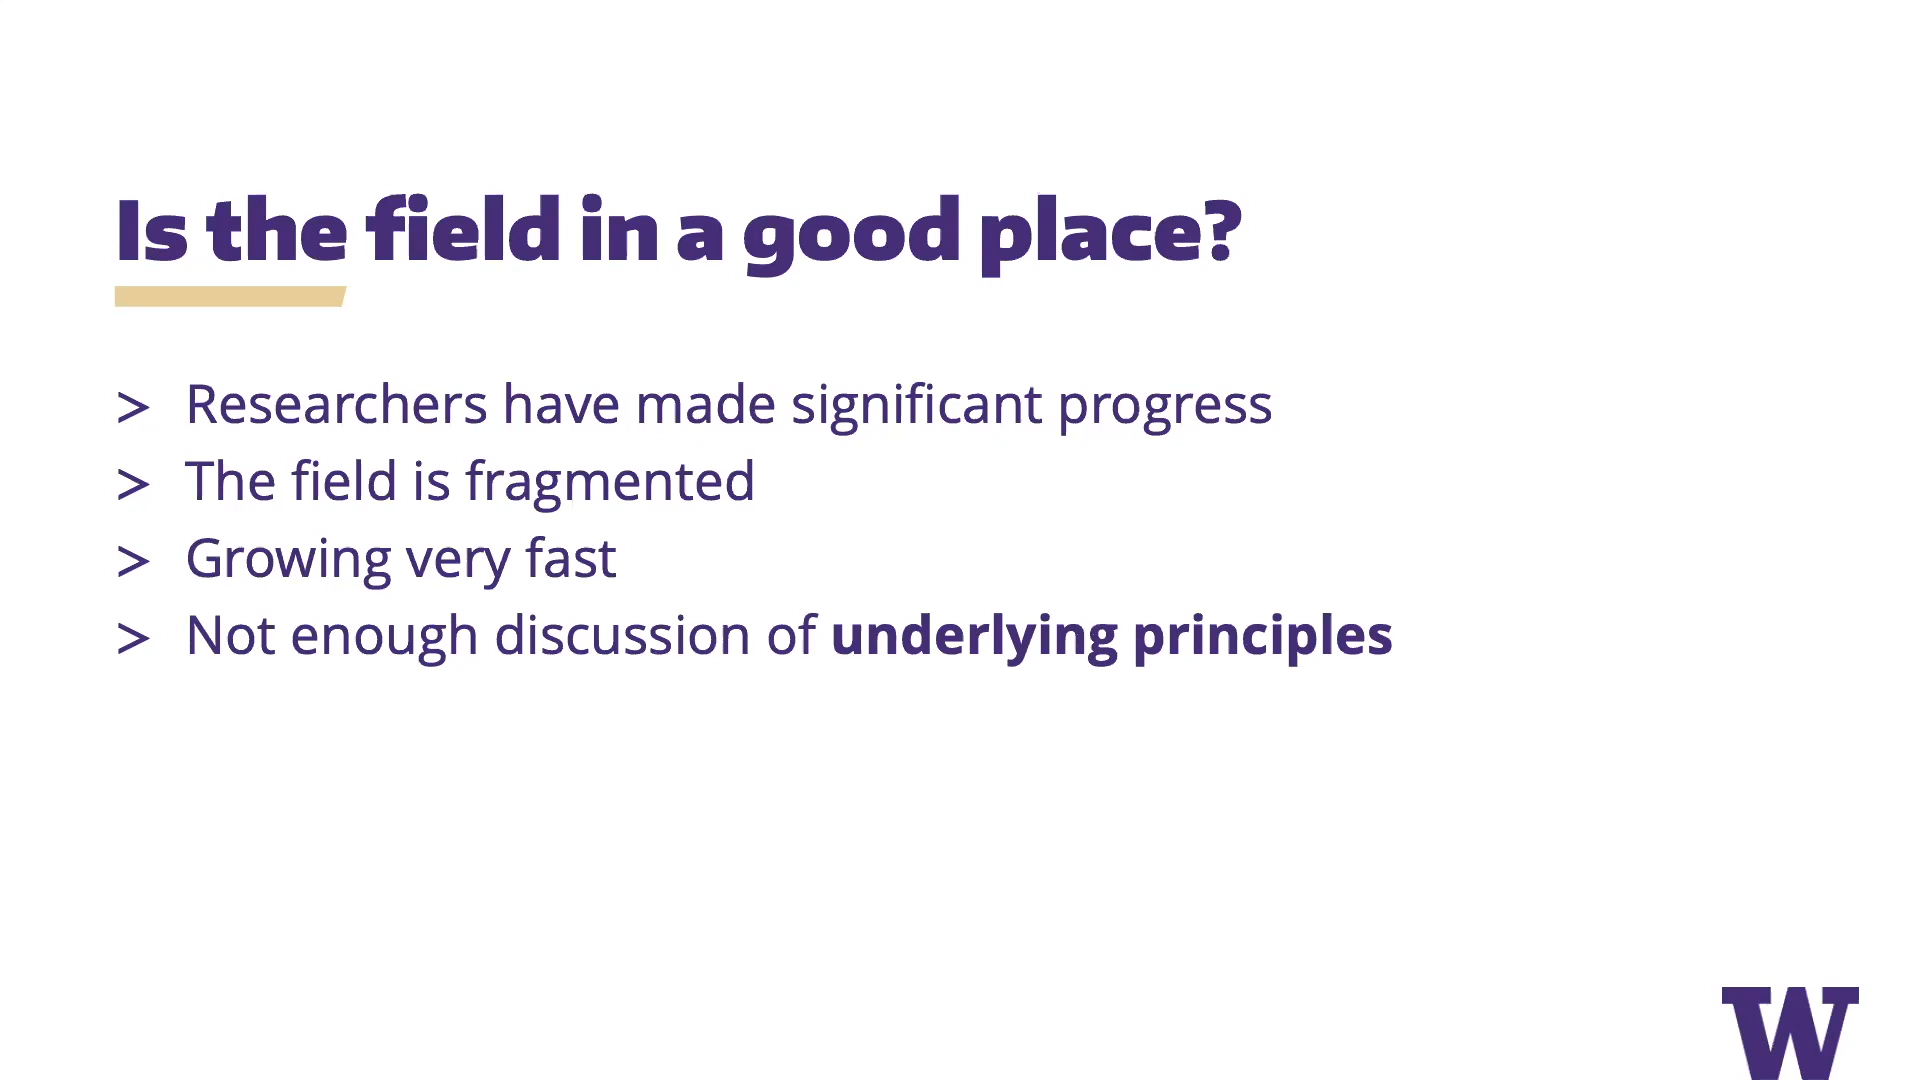 Is the field in a good place?
> Researchers have made significant progress
> The field is fragmented
> Growing very fast
> Not enough discussion of underlying principles
W